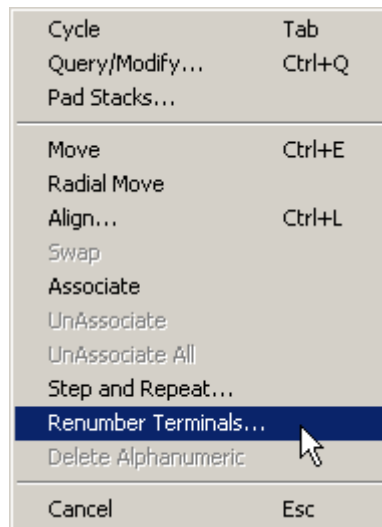 Cycle Tab
Query/Modify... Ctrl+Q
Pad Stacks...
Move Ctrl+E
Radial Move
Align... Ctrl+L
Swap
Associate
UnAssociate
UnAssociate All
Step and Repeat...
Renumber Terminals...
Delete Alphanumeric
Cancel Esc